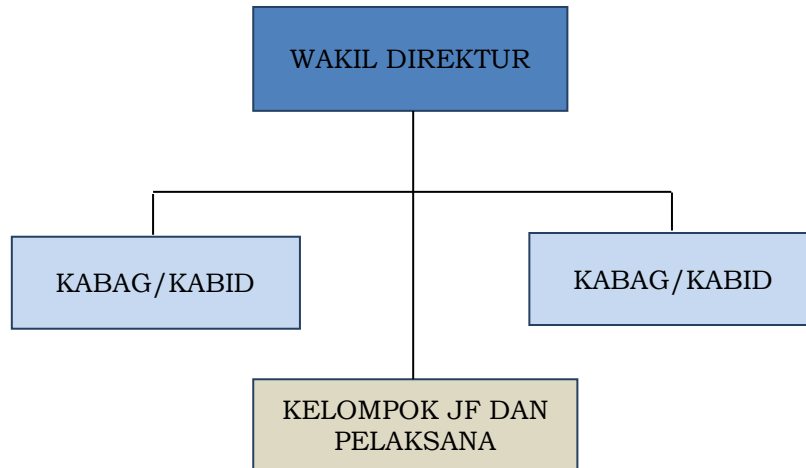 WAKIL DIREKTUR
KABAG/KABID
KABAG/KABID
KELOMPOK JF DAN
PELAKSANA